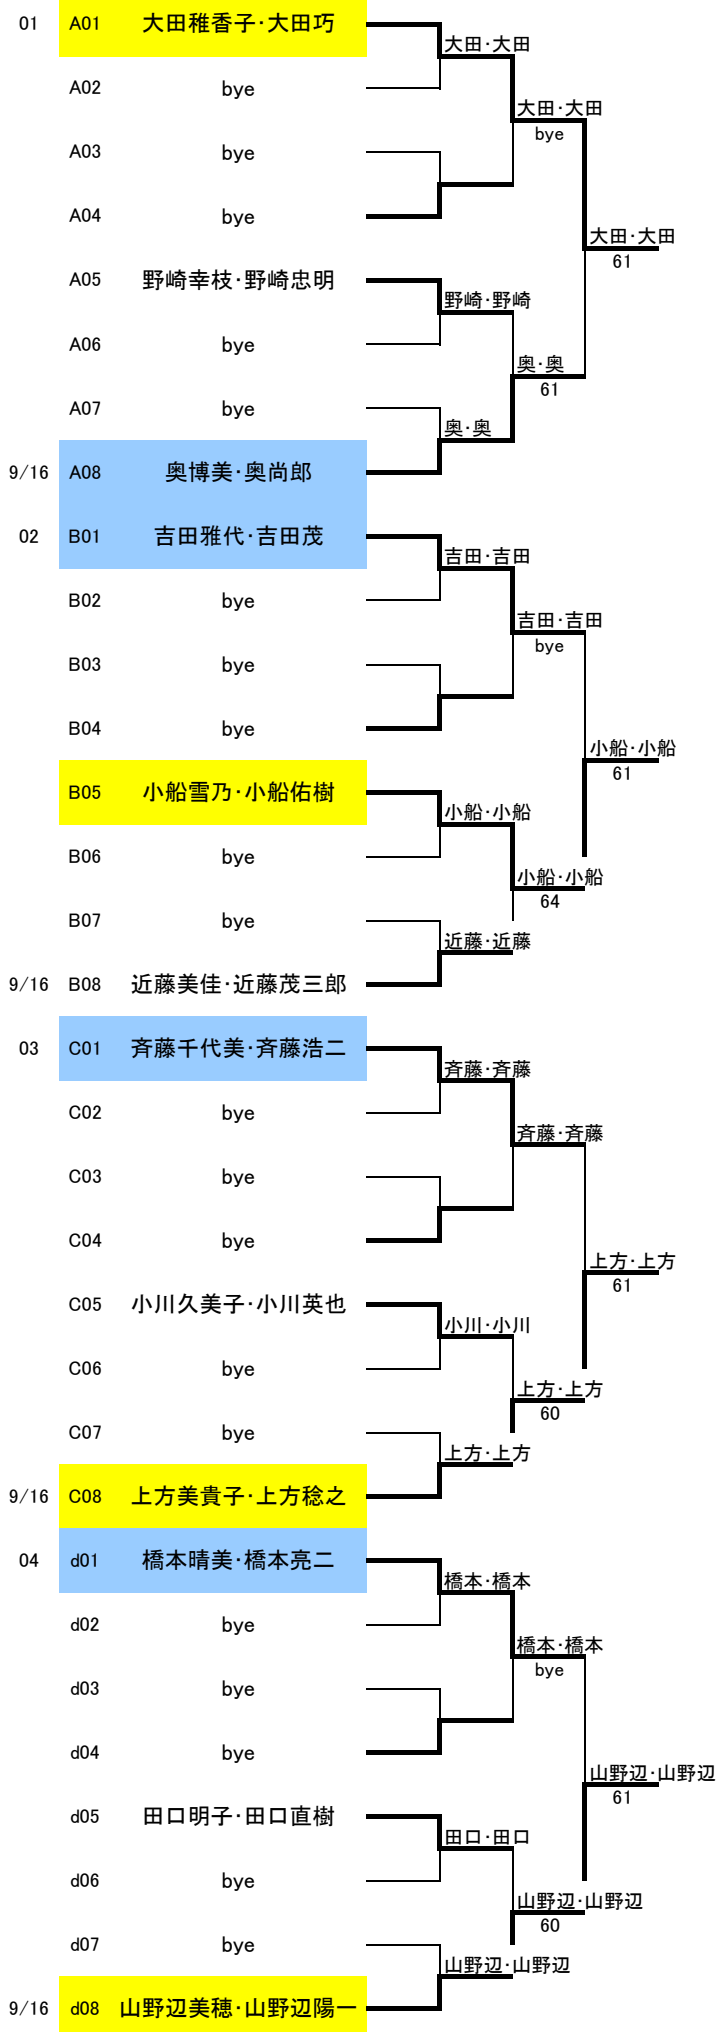 01 A01 大田稚香子・大田巧
大田・大田
A02 bye
大田・大田
bye
A03 bye
A04 bye
大田・大田
61
A05 野崎幸枝・野崎忠明
野崎・野崎
A06 bye
奥・奥
61
A07 bye
奥・奥
9/16 A08 奥博美・奥尚郎
02 B01 吉田雅代・吉田茂
吉田・吉田
B02 bye
吉田・吉田
bye
B03 bye
B04 bye
小船・小船
61
B05 小船雪乃・小船佑樹
小船・小船
B06 bye
小船・小船
64
B07 bye
近藤・近藤
9/16 B08 近藤美佳・近藤茂三郎
03 C01 斉藤千代美・斉藤浩二
斉藤・斉藤
C02 bye
斉藤・斉藤
C03 bye
C04 bye
上方・上方
61
C05 小川久美子・小川英也
小川・小川
C06 bye
上方・上方
60
C07 bye
上方・上方
9/16 C08 上方美貴子・上方稔之
04 d01 橋本晴美・橋本亮二
橋本・橋本
d02 bye
橋本・橋本
bye
d03 bye
d04 bye
山野辺・山野辺
61
d05 田口明子・田口直樹
田口・田口
d06 bye
山野辺・山野辺
60
d07 bye
山野辺・山野辺
9/16 d08 山野辺美穂・山野辺陽一